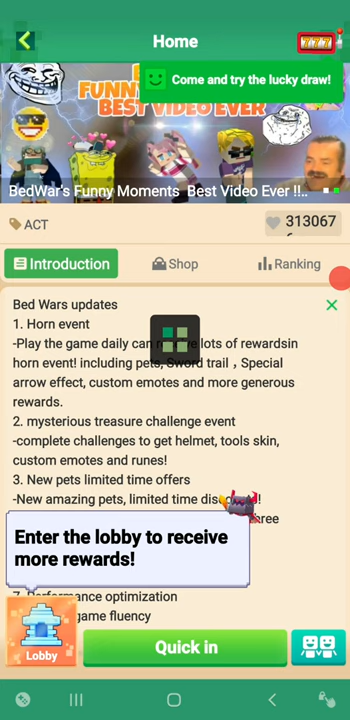 Home
777
Come and try the lucky draw!
FUNN
BEST VIDEO EVER
BedWar's Funny Moments Best Video Ever !!..
ACT
313067
Introduction
Shop
Ranking
Bed Wars updates
1. Horn event
-Play the game daily can lots of rewardsin
horn event! including pets, Sword trail , Special
arrow effect, custom emotes and more generous
rewards.
2. mysterious treasure challenge event
-complete challenges to get helmet, tools skin,
custom emotes and runes!
3. New pets limited time offers
-New amazing pets, limited time
Enter the lobby to receive
more rewards!
optimization
game fluency
Lobby
Quick in